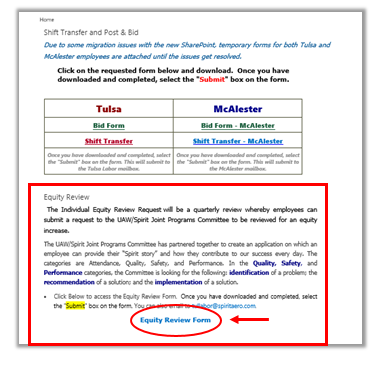 Home
Shift Transfer and Post & Bid
Due to some migration issues with the new SharePoint, temporary forms for both Tulsa and
McAlester employees are attached until the issues get resolved.
Click on the requested form below and download. Once you have
downloaded and completed, select the "Submit" box on the form.
Tulsa McAlester
Bid Form Bid Form - McAlester
Shift Transfer Shift Transfer - McAlester
Once you have downloaded and completed, select Once you have downloaded and completed, select
the "Submit" box on the form. This will submit to the "Submit" box on the form. This will submit to
the Tulsa Labor mailbox. the McAlester mailbox.
Equity Review
The Individual Equity Review Request will be a quarterly review whereby employees can
submit a request to the UAW/Spirit Joint Programs Committee to be reviewed for an equity
increase.
The UAW/Spirit Joint Programs Committee has partnered together to create an application on which an
employee can provide their "Spirit story" and how they contribute to our success every day. The
categories are Attendance, Quality, Safety, and Performance. In the Quality, Safety, and
Performance categories, the Committee is looking for the following: identification of a problem; the
recommendation of a solution; and the implementation of a solution.
• Click Below to access the Equity Review Form. Once you have downloaded and completed, select
the "Submit" box on the form. You can also email to tullabor@spiritaero.com
Equity Review Form